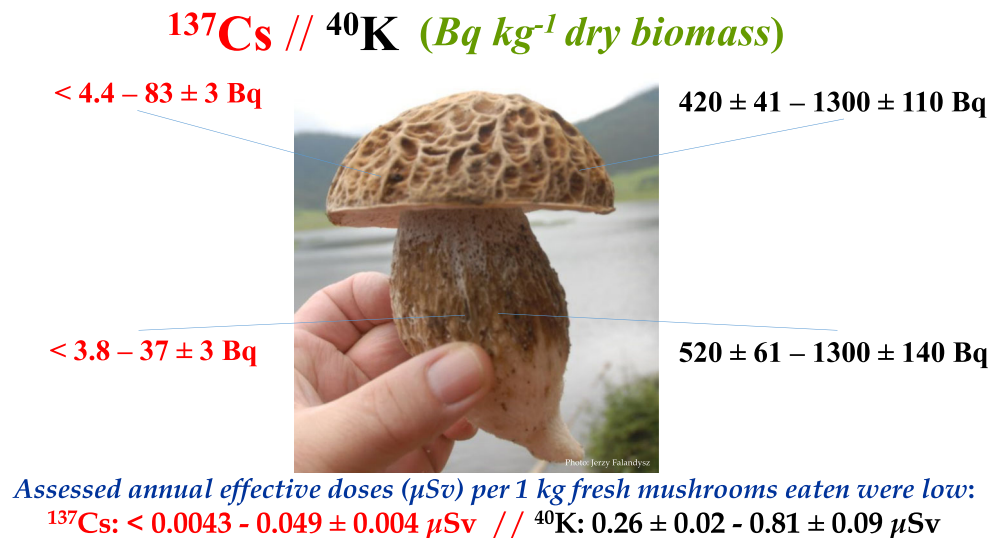 ¹³⁷Cs // ⁴⁰K (Bq kg⁻¹ dry biomass)
< 4.4 – 83 ± 3 Bq
420 ± 41 – 1300 ± 110 Bq
< 3.8 – 37 ± 3 Bq
520 ± 61 – 1300 ± 140 Bq
Photo: Jerzy Falandysz
Assessed annual effective doses (µSv) per 1 kg fresh mushrooms eaten were low:
¹³⁷Cs: < 0.0043 - 0.049 ± 0.004 µSv // ⁴⁰K: 0.26 ± 0.02 - 0.81 ± 0.09 µSv